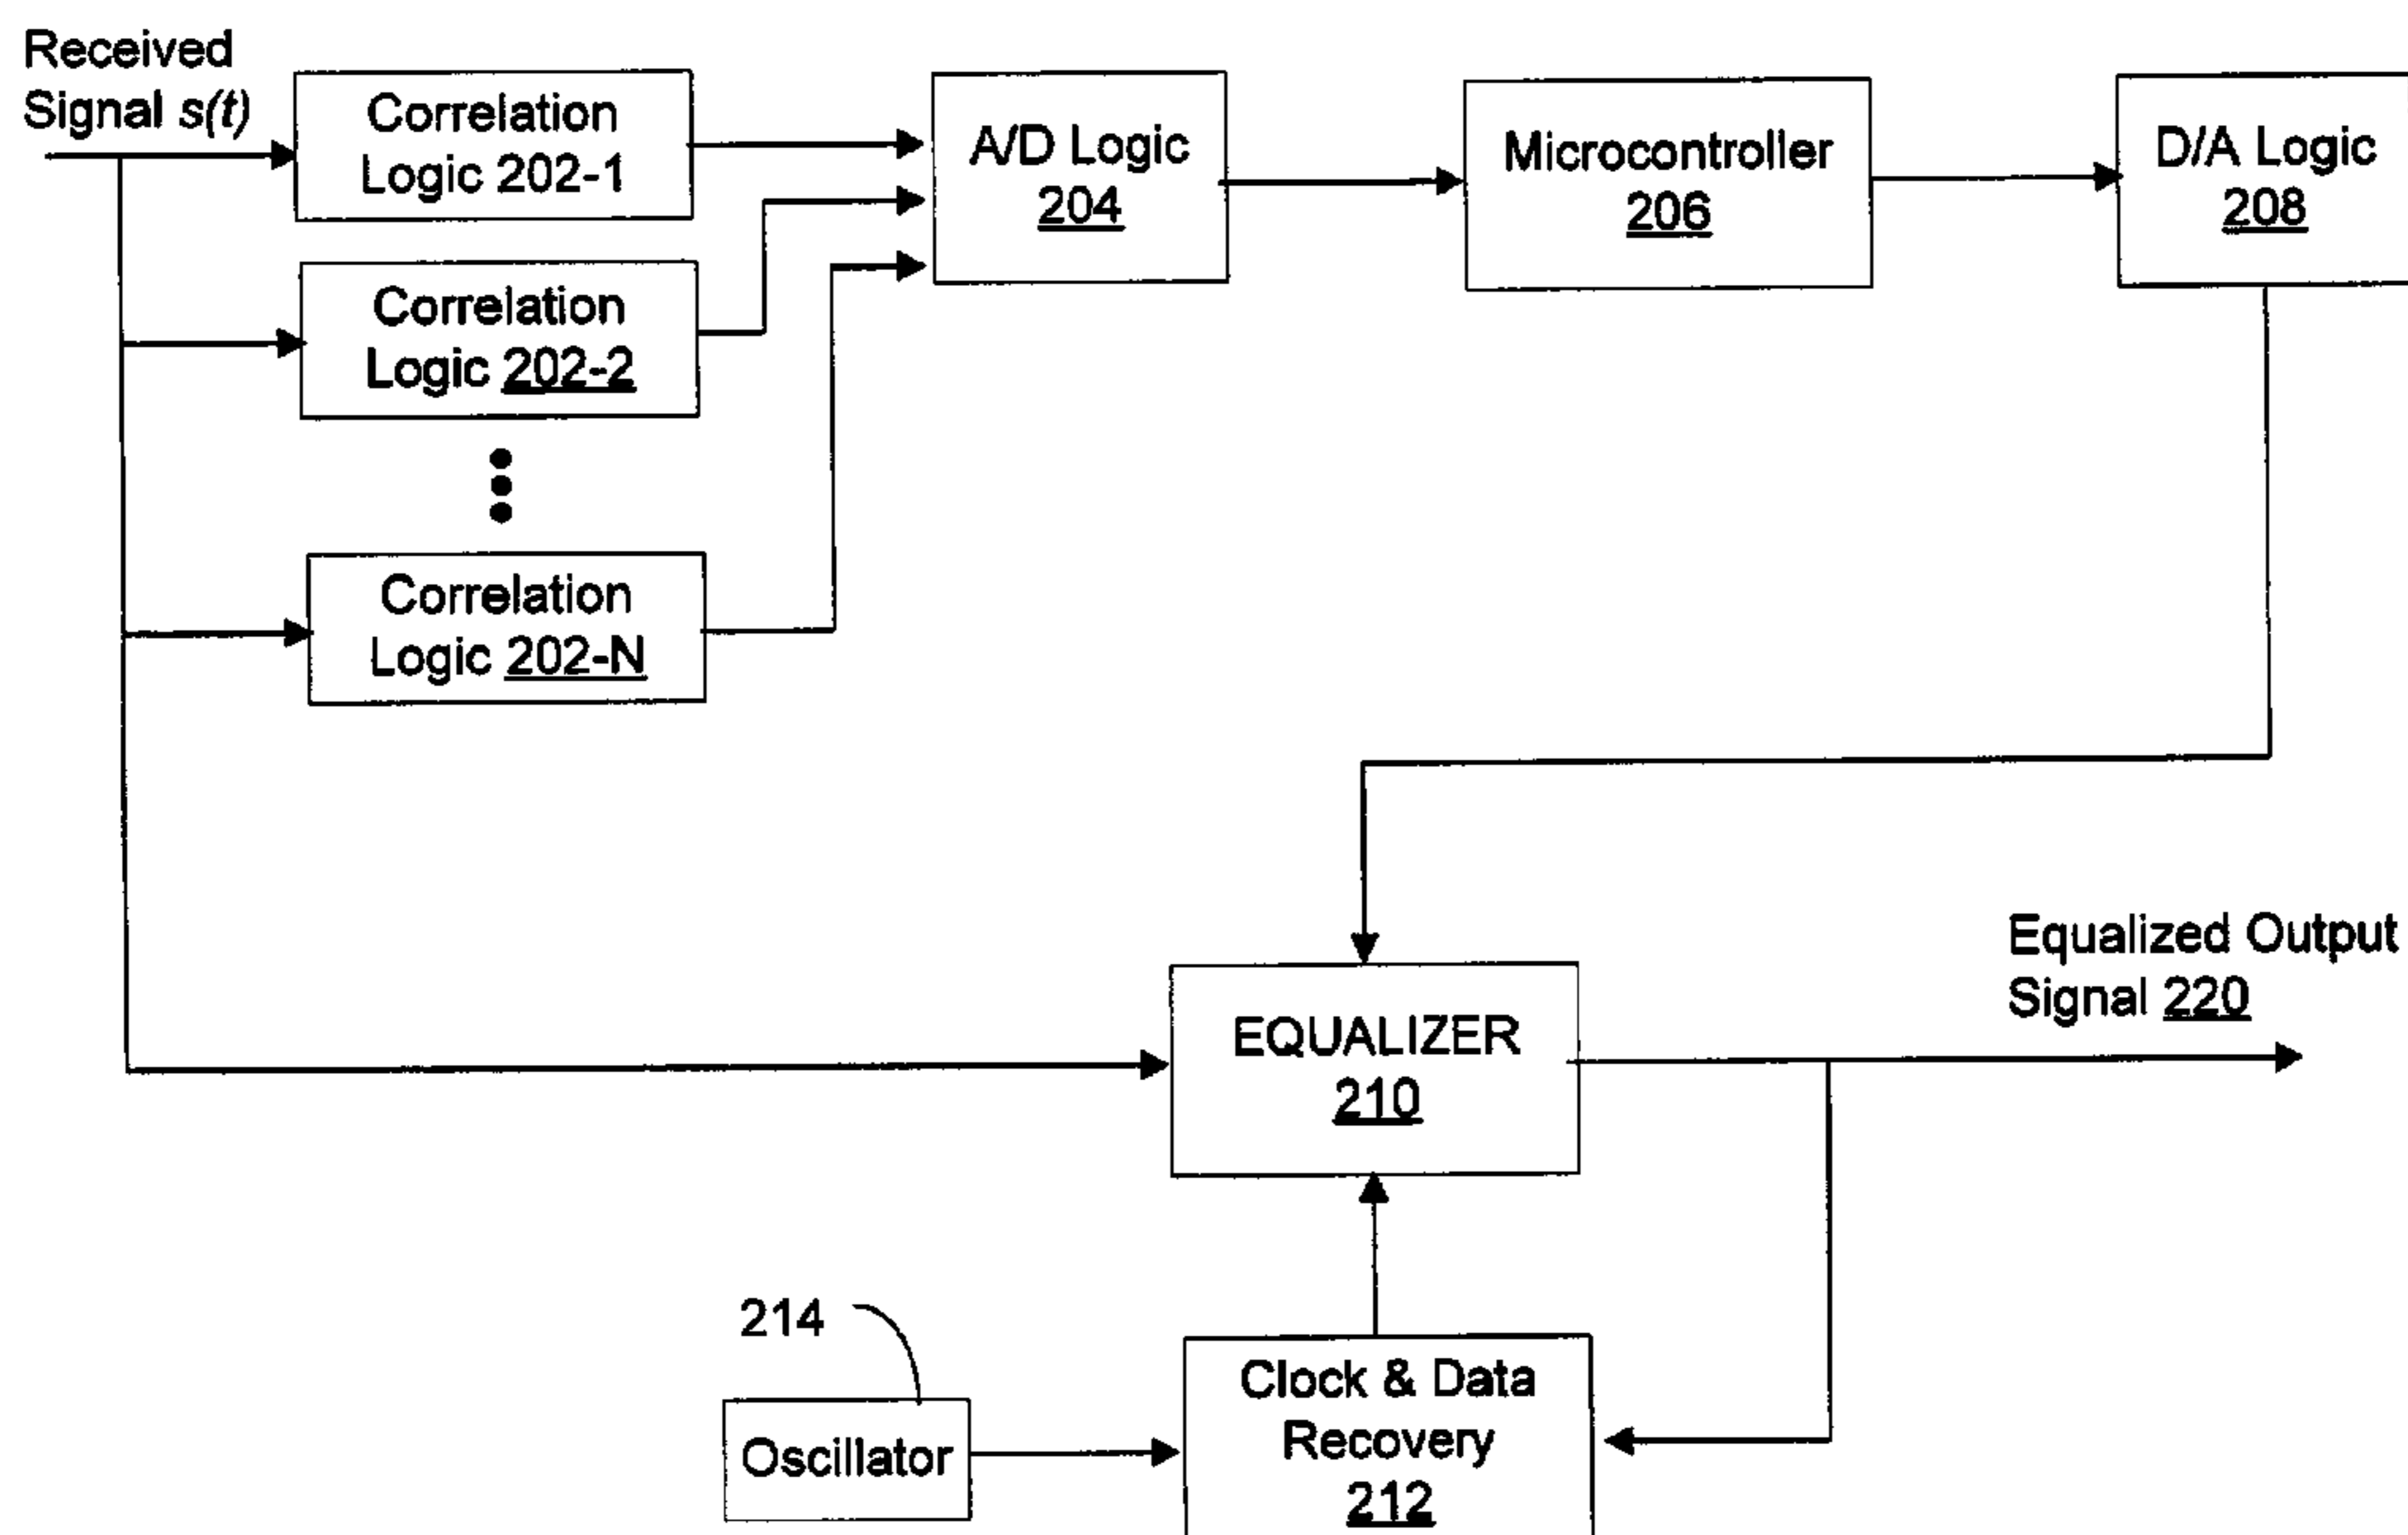 Received
Signal s(t)
Correlation
Logic 202-1
A/D Logic
204
Microcontroller
206
D/A Logic
208
Correlation
Logic 202-2
Correlation
Logic 202-N
EQUALIZER
210
Equalized Output
Signal 220
214
Oscillator
Clock & Data
Recovery
212